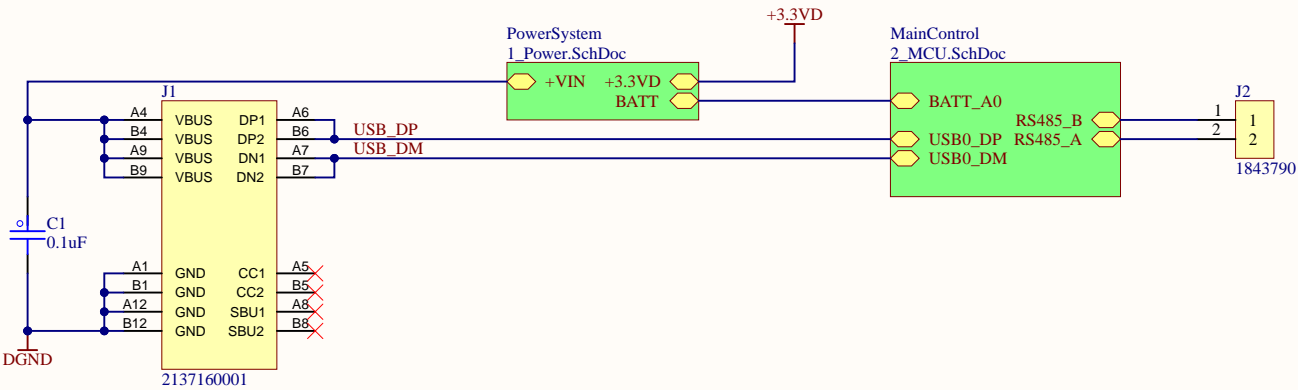 +3.3VD
PowerSystem
1_Power.SchDoc
+VIN
+3.3VD
BATT
MainControl
2_MCU.SchDoc
BATT_A0
USB0_DP
USB0_DM
RS485_B
RS485_A
J2
1
1
2
2
1843790
J1
A4 VBUS DP1 A6
B4 VBUS DP2 B6
A9 VBUS DN1 A7
B9 VBUS DN2 B7
USB_DP
USB_DM
C1
0.1uF
A1 GND CC1 A5
B1 GND CC2 B5
A12 GND SBU1 A8
B12 GND SBU2 B8
DGND
2137160001